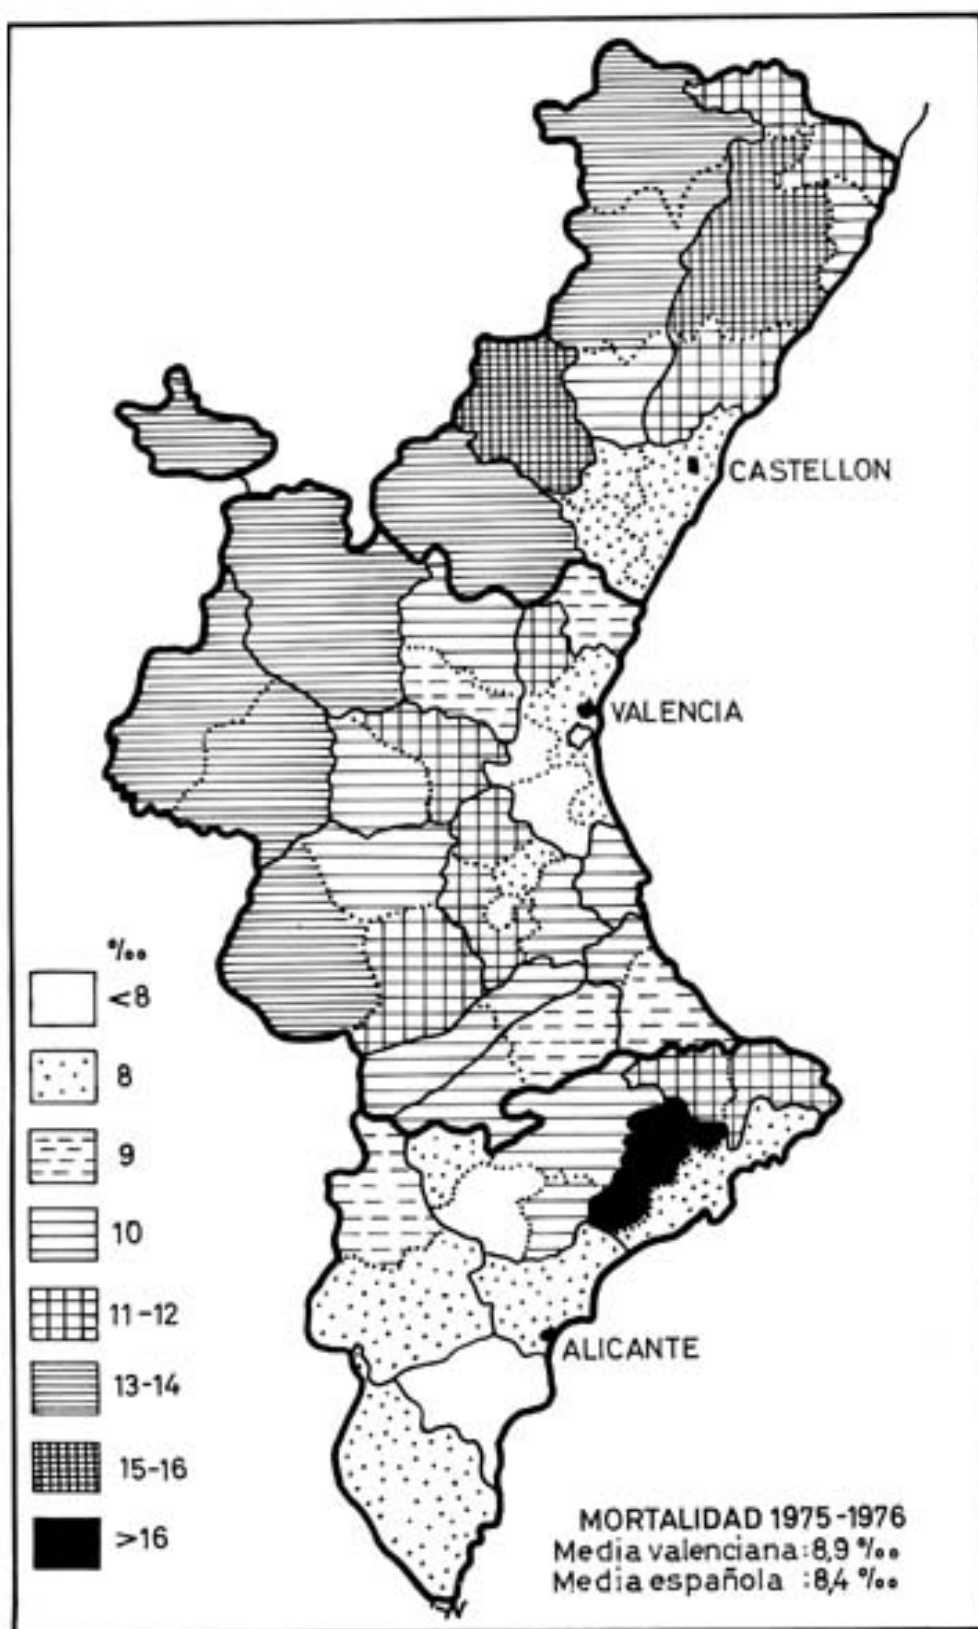 CASTELLON
VALENCIA
ALICANTE
‰
<8
8
9
10
11-12
13-14
15-16
>16
MORTALIDAD 1975-1976
Media valenciana:8,9 ‰
Media española :8,4 ‰